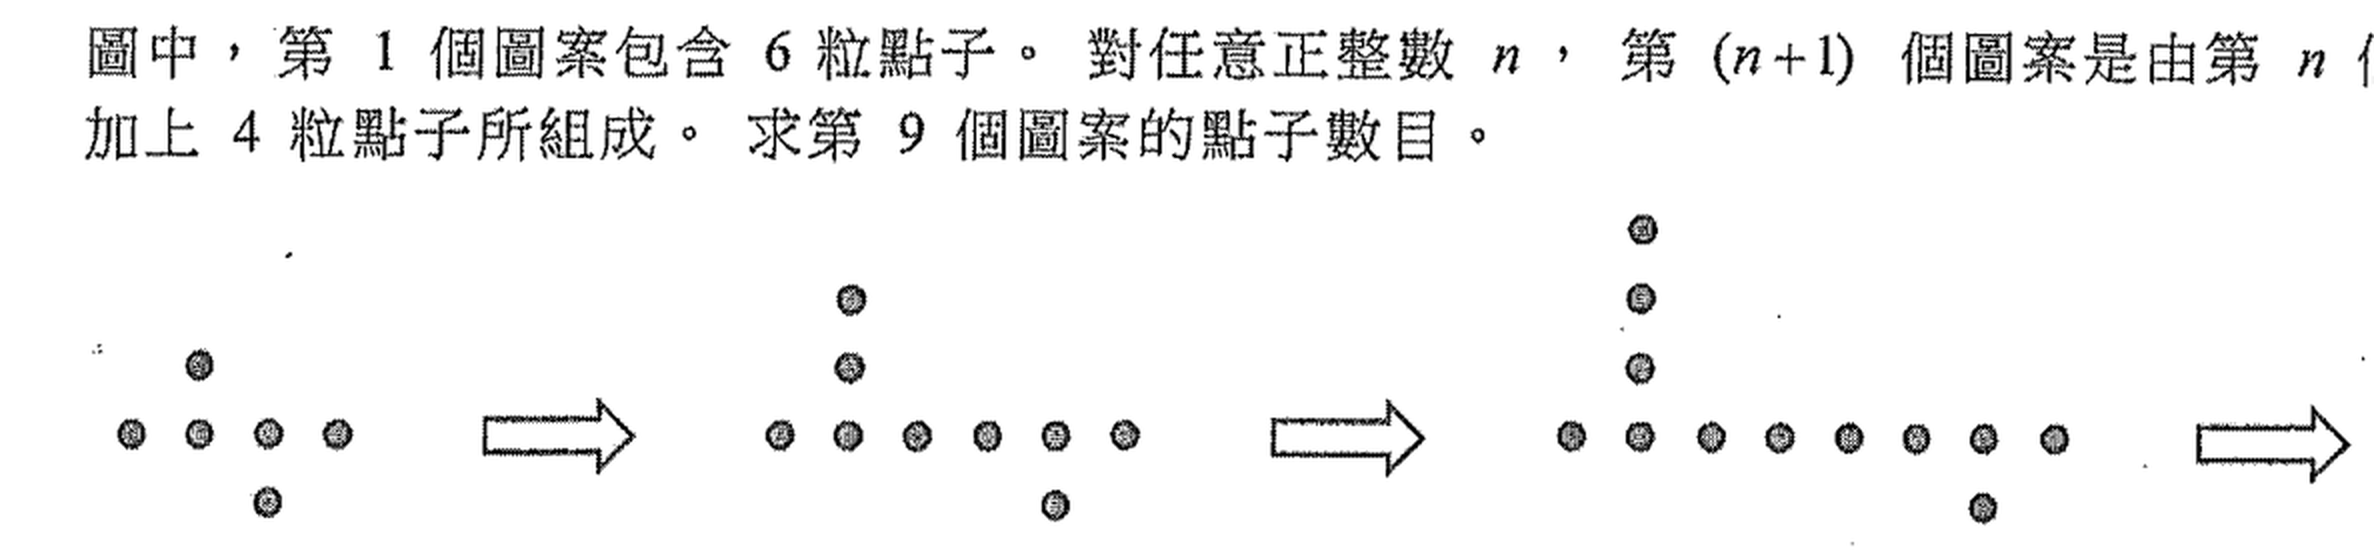 圖中，第 1 個圖案包含 6 粒點子。 對任意正整數 n ， 第 (n+1) 個圖案是由第 n
加上 4 粒點子所組成。 求第 9 個圖案的點子數目。